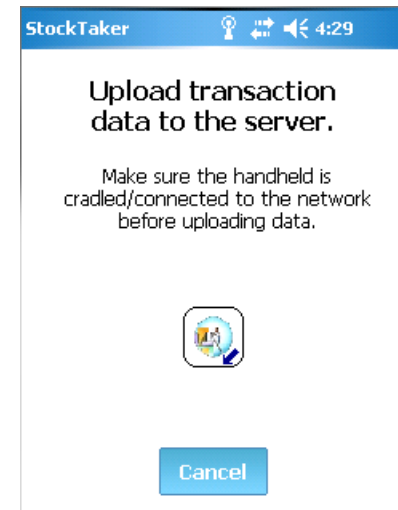 StockTaker 4:29
Upload transaction
data to the server.
Make sure the handheld is
cradled/connected to the network
before uploading data.
Cancel